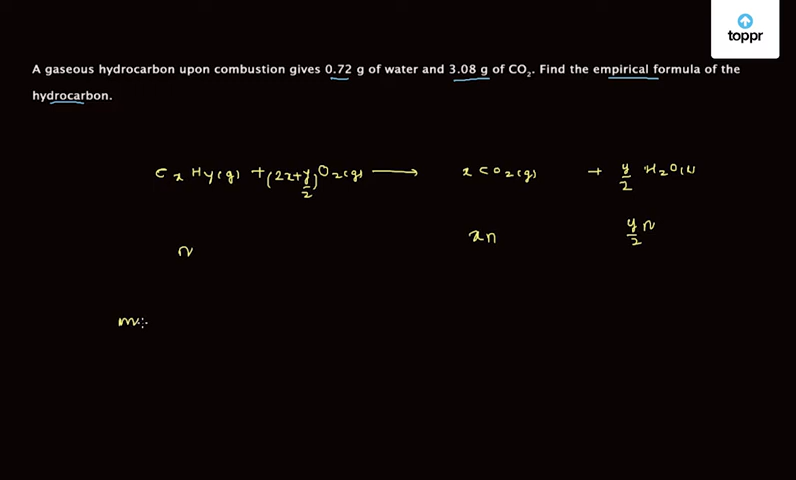 toppr
A gaseous hydrocarbon upon combustion gives 0.72 g of water and 3.08 g of CO₂. Find the empirical formula of the
hydrocarbon.
CxHy(g) + (2x+y/2)O2(g) ⟶ xCO2(g) + y/2 H2O(l)
n xn y/2 n
m